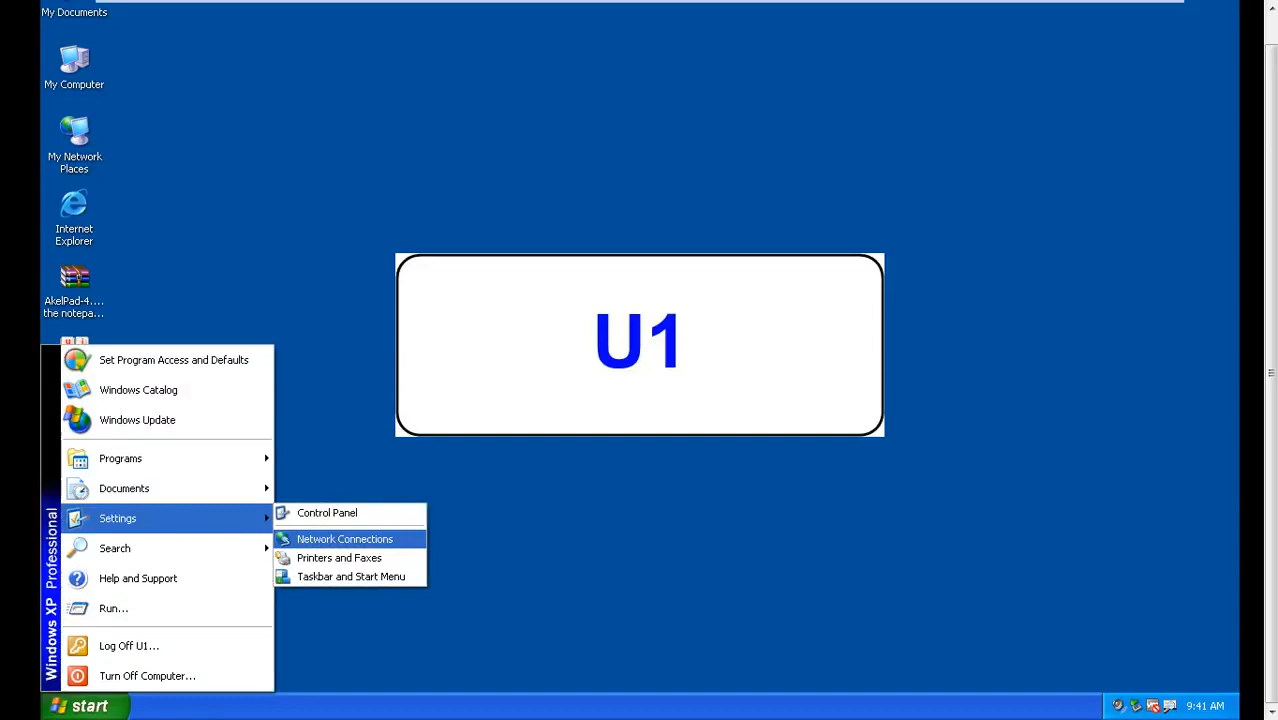 My Documents
My Computer
My Network
Places
Internet
Explorer
AkelPad-4....
the notepa...
U1
Set Program Access and Defaults
Windows Catalog
Windows Update
Programs
Documents
Settings
Search
Help and Support
Run...
Log Off U1...
Turn Off Computer...
Windows XP Professional
Control Panel
Network Connections
Printers and Faxes
Taskbar and Start Menu
start
9:41 AM